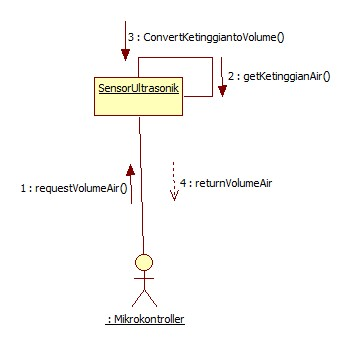 3 : ConvertKetinggiantoVolume()
SensorUltrasonik
2 : getKetinggianAir()
1 : requestVolumeAir()
4 : returnVolumeAir
: Mikrokontroller